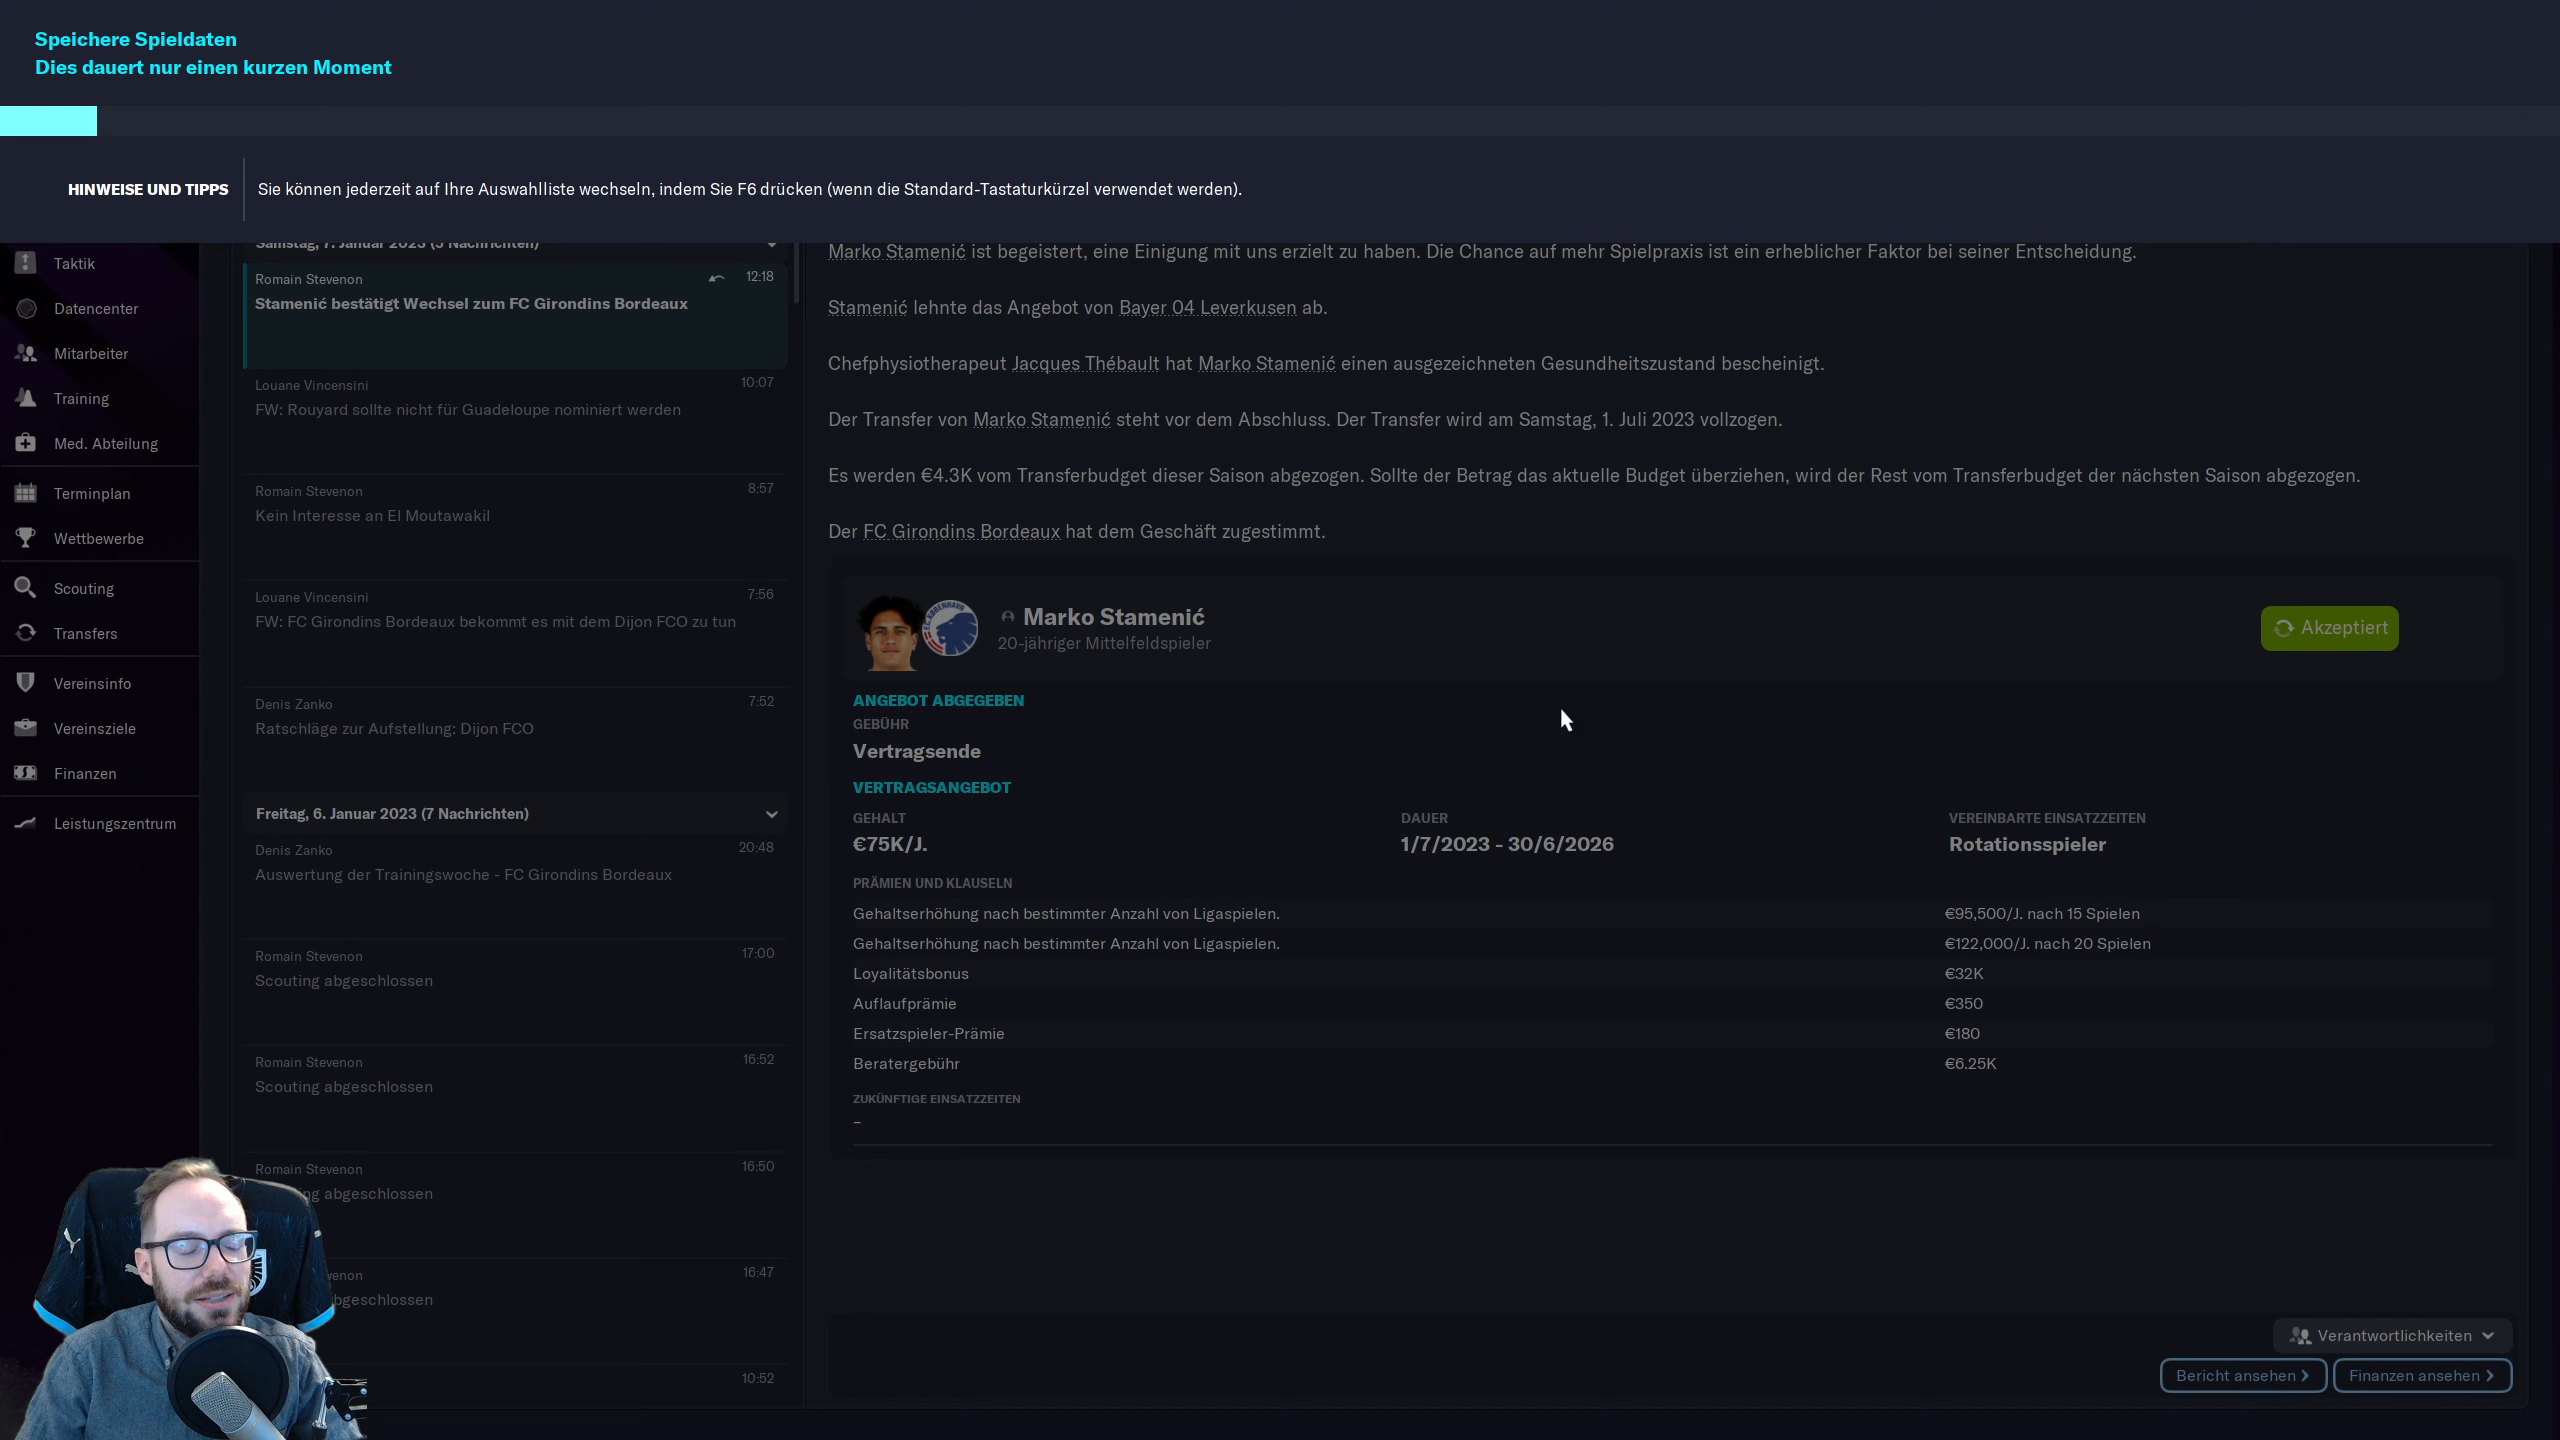 Speichere Spieldaten
Dies dauert nur einen kurzen Moment
HINWEISE UND TIPPS
Sie können jederzeit auf Ihre Auswahlliste wechseln, indem Sie F6 drücken (wenn die Standard-Tastaturkürzel verwendet werden).
Taktik
Datencenter
Mitarbeiter
Training
Med. Abteilung
Terminplan
Wettbewerbe
Scouting
Transfers
Vereinsinfo
Vereinsziele
Finanzen
Leistungszentrum
Samstag, 7. Januar 2023 (5 Nachrichten)
Romain Stevenon 12:18
Stamenić bestätigt Wechsel zum FC Girondins Bordeaux
Louane Vincensini 10:07
FW: Rouyard sollte nicht für Guadeloupe nominiert werden
Romain Stevenon 8:57
Kein Interesse an El Moutawakil
Louane Vincensini 7:56
FW: FC Girondins Bordeaux bekommt es mit dem Dijon FCO zu tun
Denis Zanko 7:52
Ratschläge zur Aufstellung: Dijon FCO
Freitag, 6. Januar 2023 (7 Nachrichten)
Denis Zanko 20:48
Auswertung der Trainingswoche - FC Girondins Bordeaux
Romain Stevenon 17:00
Scouting abgeschlossen
Romain Stevenon 16:52
Scouting abgeschlossen
Romain Stevenon 16:50
ng abgeschlossen
venon 16:47
bgeschlossen
10:52
Marko Stamenić ist begeistert, eine Einigung mit uns erzielt zu haben. Die Chance auf mehr Spielpraxis ist ein erheblicher Faktor bei seiner Entscheidung.
Stamenić lehnte das Angebot von Bayer 04 Leverkusen ab.
Chefphysiotherapeut Jacques Thébault hat Marko Stamenić einen ausgezeichneten Gesundheitszustand bescheinigt.
Der Transfer von Marko Stamenić steht vor dem Abschluss. Der Transfer wird am Samstag, 1. Juli 2023 vollzogen.
Es werden €4.3K vom Transferbudget dieser Saison abgezogen. Sollte der Betrag das aktuelle Budget überziehen, wird der Rest vom Transferbudget der nächsten Saison abgezogen.
Der FC Girondins Bordeaux hat dem Geschäft zugestimmt.
Marko Stamenić
20-jähriger Mittelfeldspieler
Akzeptiert
ANGEBOT ABGEGEBEN
GEBÜHR
Vertragsende
VERTRAGSANGEBOT
GEHALT DAUER VEREINBARTE EINSATZZEITEN
€75K/J. 1/7/2023 - 30/6/2026 Rotationsspieler
PRÄMIEN UND KLAUSELN
Gehaltserhöhung nach bestimmter Anzahl von Ligaspielen. €95,500/J. nach 15 Spielen
Gehaltserhöhung nach bestimmter Anzahl von Ligaspielen. €122,000/J. nach 20 Spielen
Loyalitätsbonus €32K
Auflaufprämie €350
Ersatzspieler-Prämie €180
Beratergebühr €6.25K
ZUKÜNFTIGE EINSATZZEITEN
–
Verantwortlichkeiten
Bericht ansehen
Finanzen ansehen